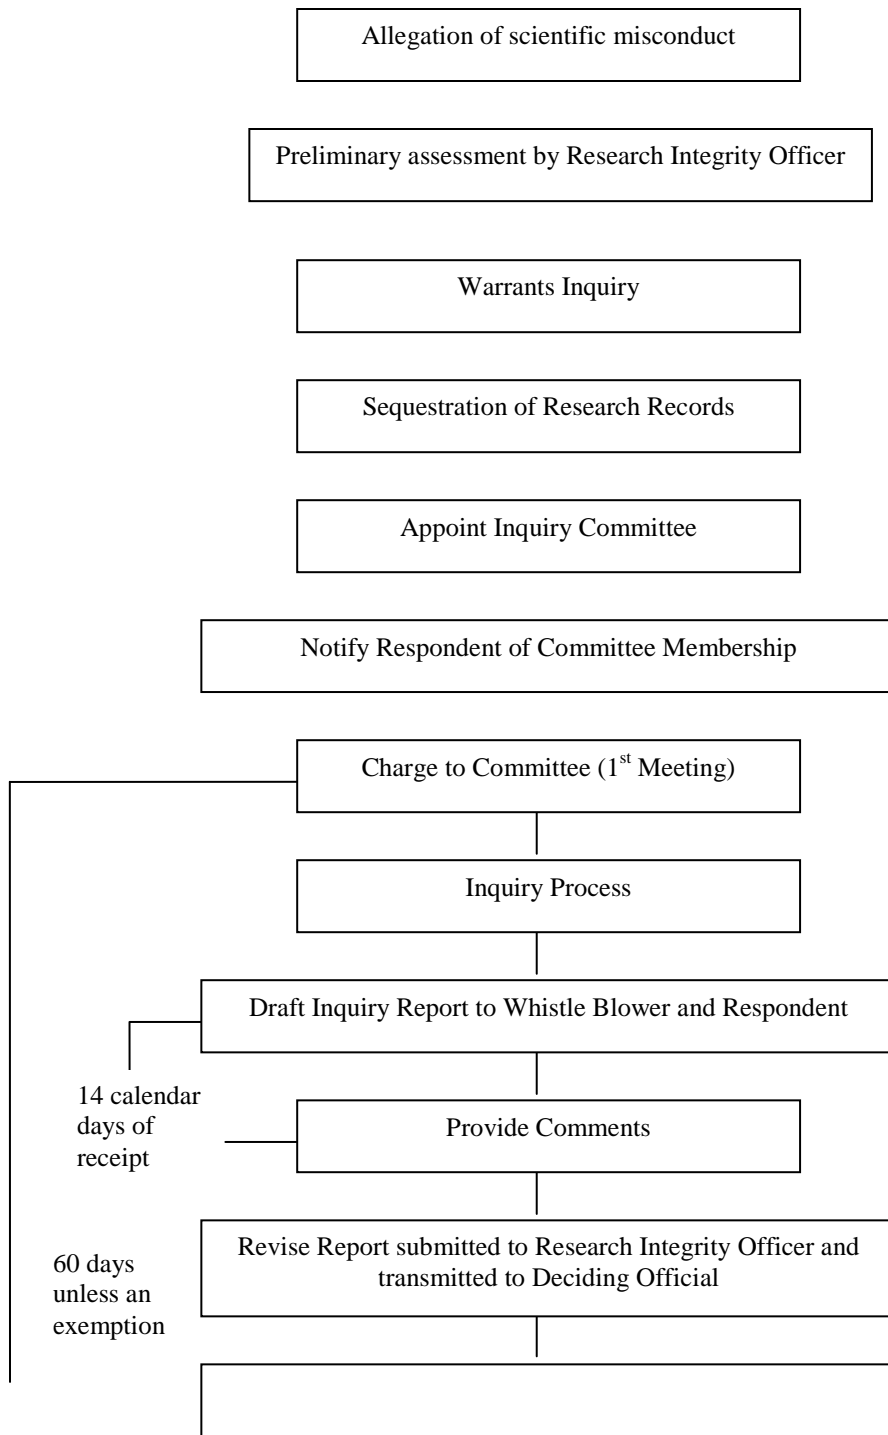 Allegation of scientific misconduct
Preliminary assessment by Research Integrity Officer
Warrants Inquiry
Sequestration of Research Records
Appoint Inquiry Committee
Notify Respondent of Committee Membership
Charge to Committee (1st Meeting)
Inquiry Process
Draft Inquiry Report to Whistle Blower and Respondent
14 calendar
days of
receipt
Provide Comments
Revise Report submitted to Research Integrity Officer and
transmitted to Deciding Official
60 days
unless an
exemption